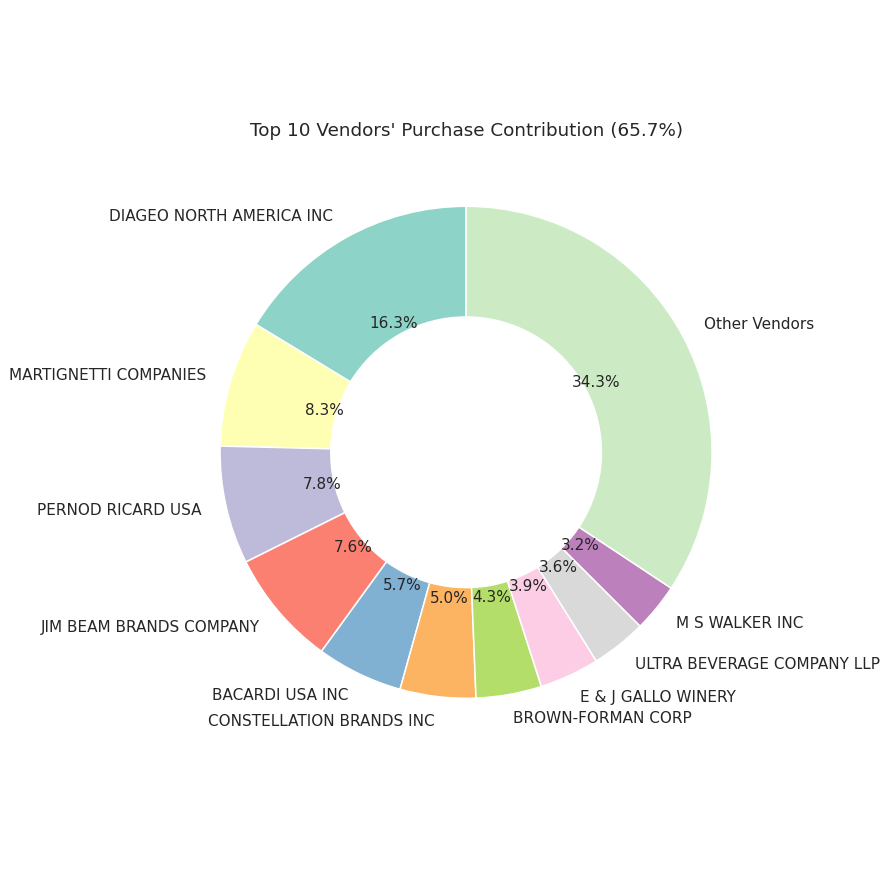 Top 10 Vendors' Purchase Contribution (65.7%)
DIAGEO NORTH AMERICA INC
16.3%
MARTIGNETTI COMPANIES
8.3%
PERNOD RICARD USA
7.8%
JIM BEAM BRANDS COMPANY
7.6%
BACARDI USA INC
5.7%
CONSTELLATION BRANDS INC
5.0%
BROWN-FORMAN CORP
4.3%
E & J GALLO WINERY
3.9%
ULTRA BEVERAGE COMPANY LLP
3.6%
M S WALKER INC
3.2%
Other Vendors
34.3%